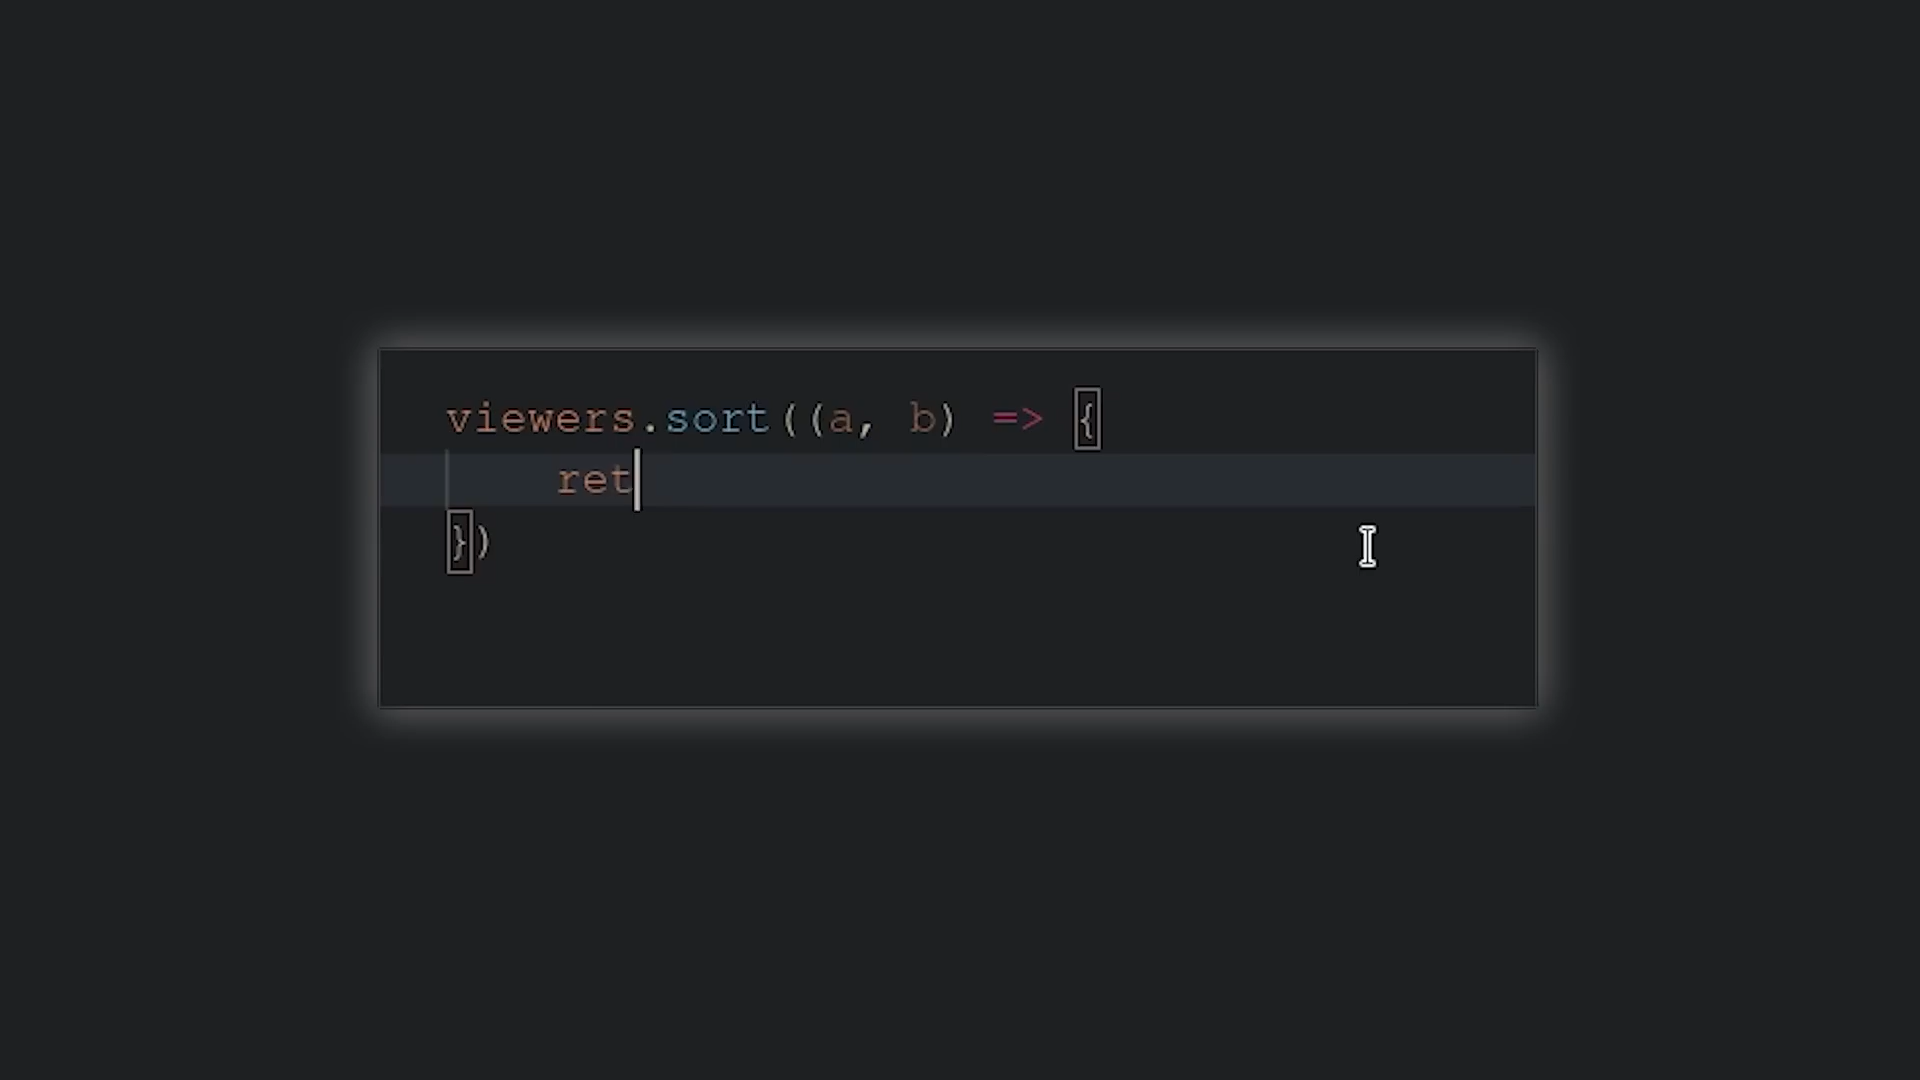 viewers.sort((a, b) => {
    ret
})